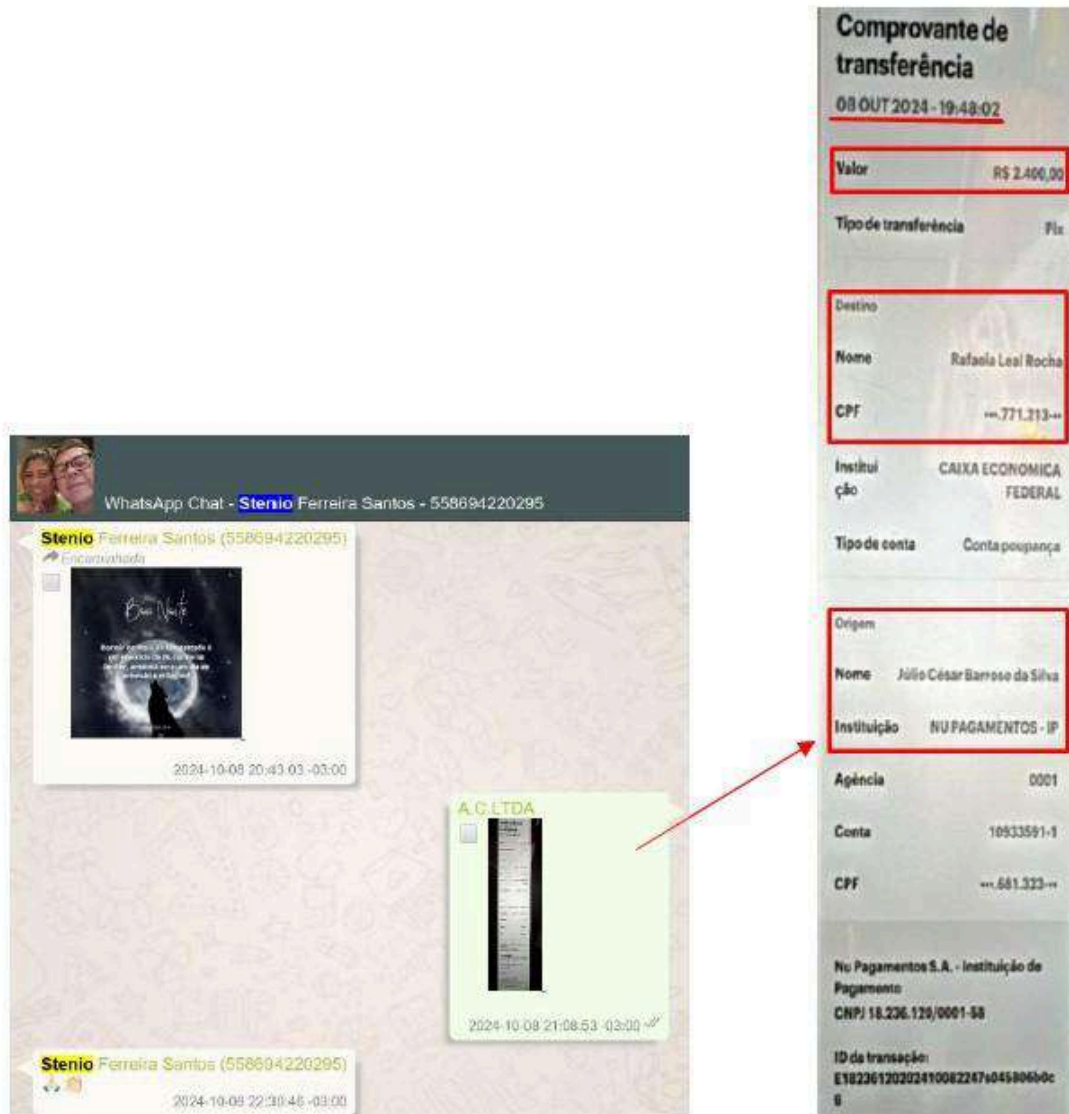 WhatsApp Chat - Stenio Ferreira Santos - 558694220295
Stenio Ferreira Santos (558694220295)
Encaminhada
Boa Noite
2024-10-08 20:43:03 -03:00
A.C.LTDA
2024-10-08 21:08:53 -03:00
Stenio Ferreira Santos (558694220295)
2024-10-08 22:30:46 -03:00
Comprovante de
transferência
08 OUT 2024 - 19:48:02
Valor R$ 2.400,00
Tipo de transferência Pix
Destino
Nome Rafaela Leal Rocha
CPF •••.771.213-••
Institui CAIXA ECONOMICA
ção FEDERAL
Tipo de conta Conta poupança
Origem
Nome Júlio César Barroso da Silva
Instituição NU PAGAMENTOS - IP
Agência 0001
Conta 10933591-1
CPF •••.681.323-••
Nu Pagamentos S.A. - Instituição de
Pagamento
CNPJ 18.236.120/0001-58
ID da transação:
E18236120202410082247s045806b0c
6